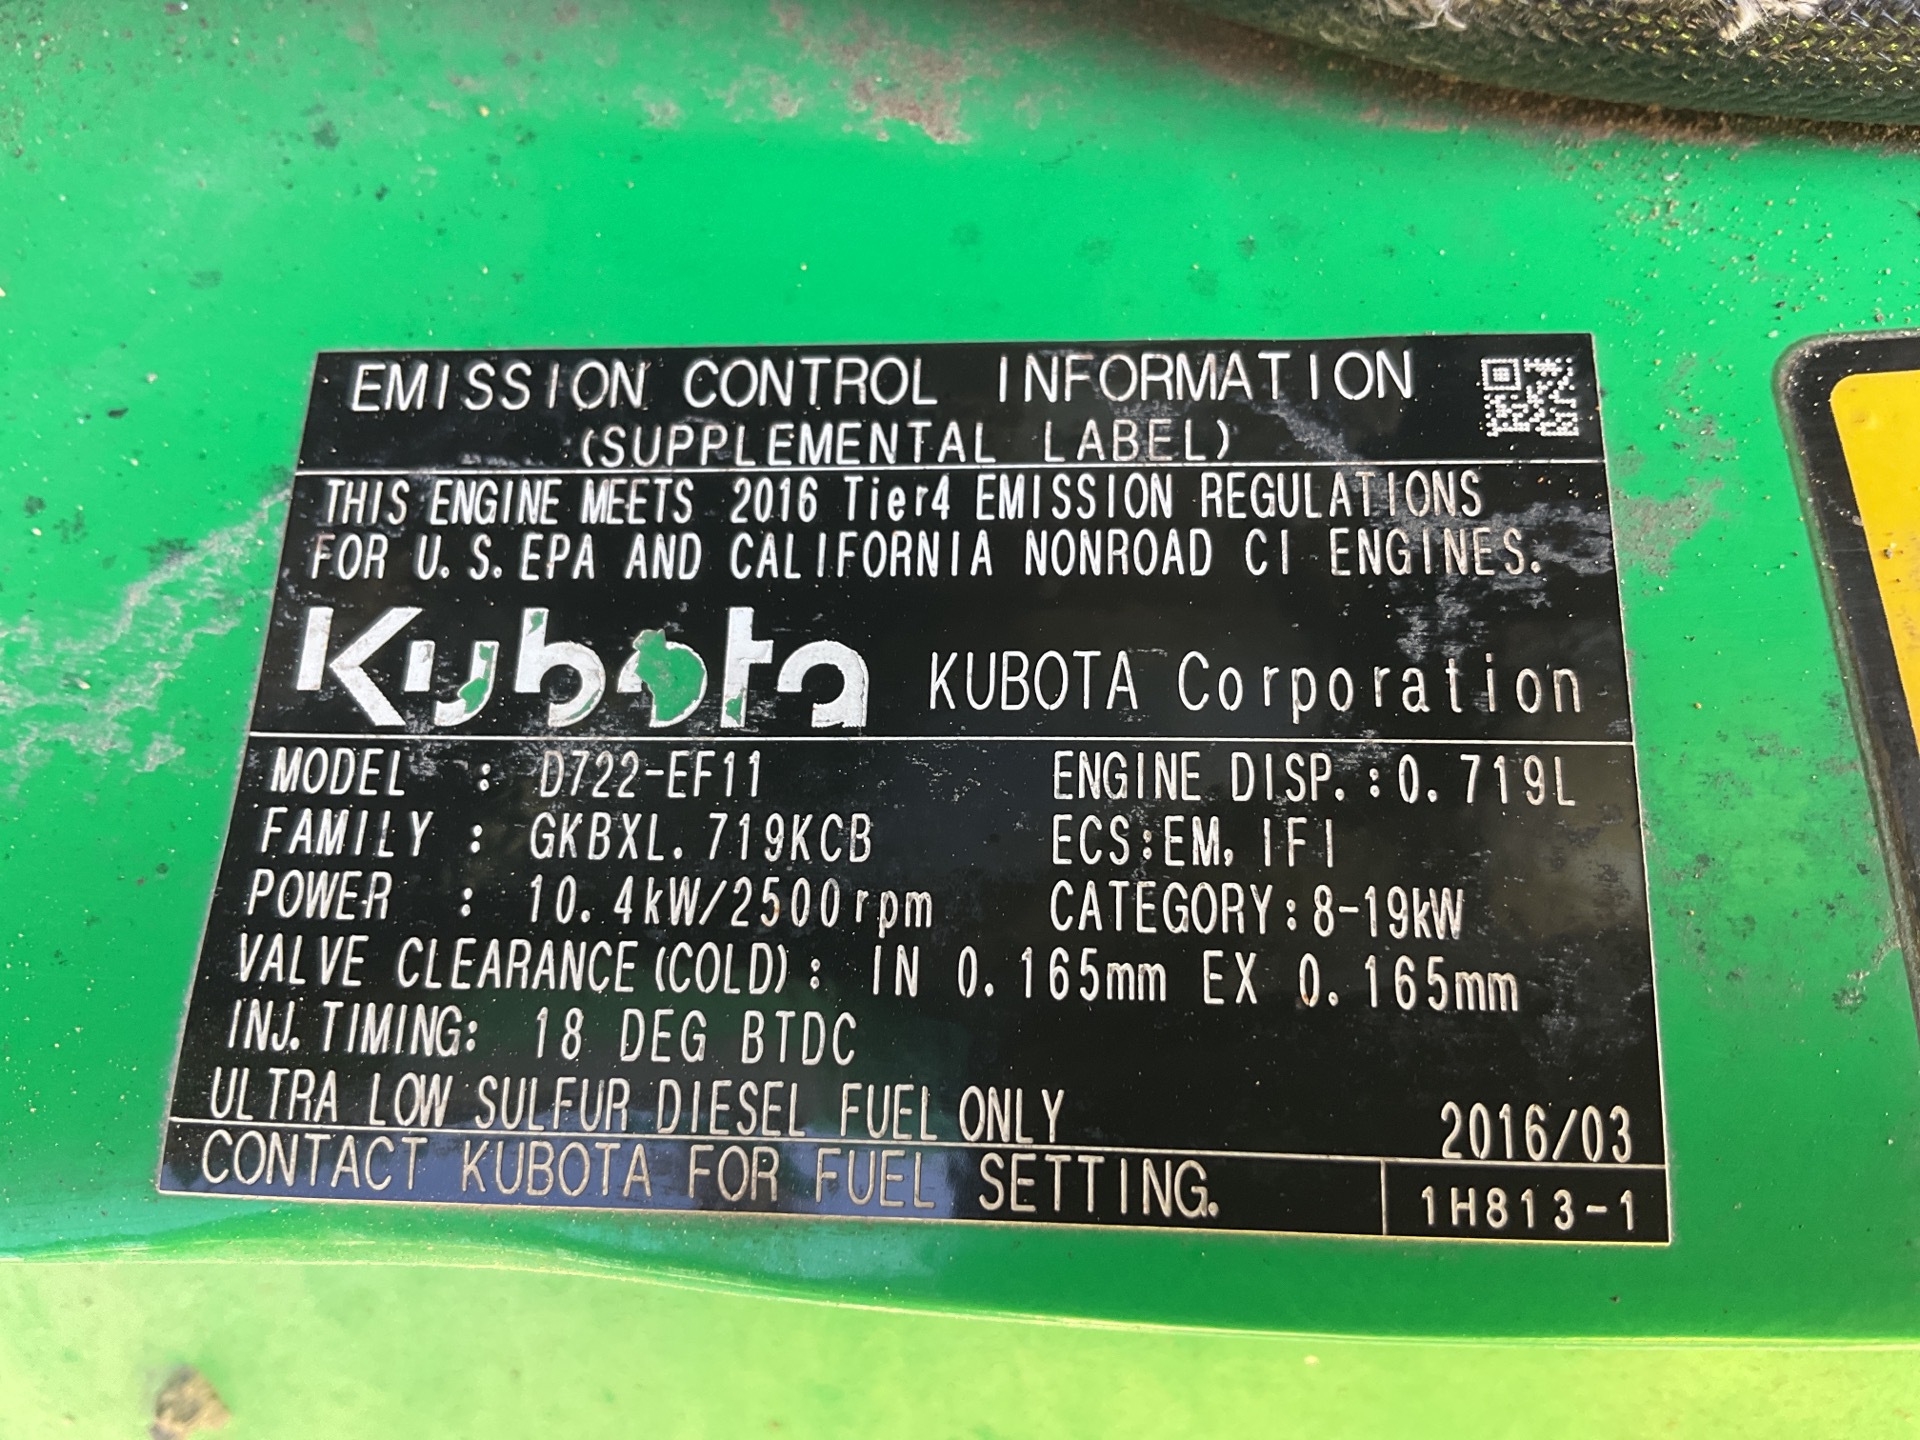 EMISSION CONTROL INFORMATION
(SUPPLEMENTAL LABEL)
THIS ENGINE MEETS 2016 Tier4 EMISSION REGULATIONS
FOR U.S.EPA AND CALIFORNIA NONROAD CI ENGINES.
Kubota KUBOTA Corporation
MODEL : D722-EF11 ENGINE DISP.:0.719L
FAMILY : GKBXL.719KCB ECS:EM,IFI
POWER : 10.4kW/2500rpm CATEGORY:8-19kW
VALVE CLEARANCE(COLD): IN 0.165mm EX 0.165mm
INJ.TIMING: 18 DEG BTDC
ULTRA LOW SULFUR DIESEL FUEL ONLY 2016/03
CONTACT KUBOTA FOR FUEL SETTING. 1H813-1